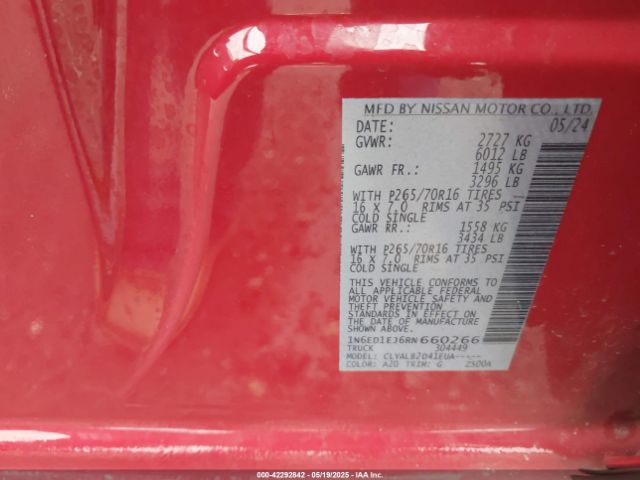 MFD BY NISSAN MOTOR CO., LTD.
DATE: 05/24
GVWR: 2727 KG
6012 LB
GAWR FR.: 1495 KG
3296 LB
WITH P265/70R16 TIRES
16 X 7.0 RIMS AT 35 PSI
COLD SINGLE
GAWR RR.: 1558 KG
3434 LB
WITH P265/70R16 TIRES
16 X 7.0 RIMS AT 35 PSI
COLD SINGLE
THIS VEHICLE CONFORMS
TO ALL APPLICABLE FEDERAL
MOTOR VEHICLE SAFETY AND
THEFT PREVENTION
STANDARDS IN EFFECT ON
THE DATE OF MANUFACTURE
SHOWN ABOVE.
1N6ED1EJ6RN660266
TRUCK 304449
MODEL: CLYALB2D41EUA-----
COLOR: A20 TRIM: G 2500A
000-42292842 - 05/19/2025 - IAA, Inc.